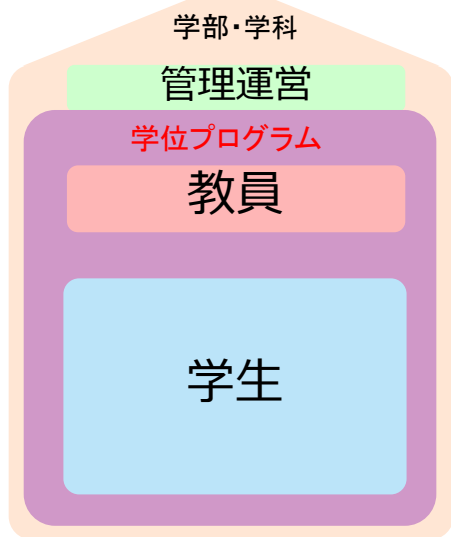 学部・学科
管理運営
学位プログラム
教員
学生